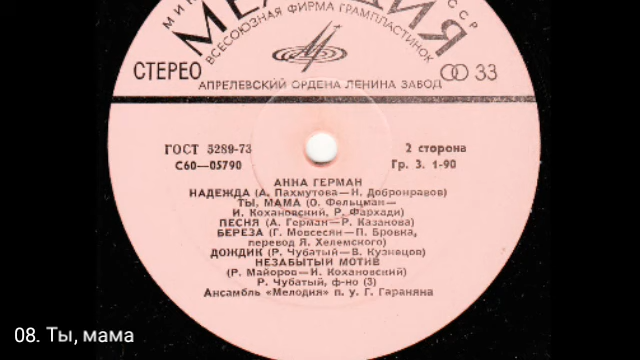 МЕЛОДИЯ
ВСЕСОЮЗНАЯ ФИРМА ГРАМПЛАСТИНОК
СТЕРЕО
33
АПРЕЛЕВСКИЙ ОРДЕНА ЛЕНИНА ЗАВОД
ГОСТ 5289-73
2 сторона
С60—05790
Гр. 3. 1-90
АННА ГЕРМАН
НАДЕЖДА (А. Пахмутова—Н. Добронравов)
ТЫ, МАМА (О. Фельцман—
И. Кохановский, Р. Фархади)
ПЕСНЯ (А. Герман—Р. Казакова)
БЕРЕЗА (Г. Мовсесян—П. Бровка,
перевод Я. Хелемского)
ДОЖДИК (Р. Чубатый—В. Кузнецов)
НЕЗАБЫТЫЙ МОТИВ
(Р. Майоров—И. Кохановский)
Р. Чубатый, ф-но (3)
Ансамбль «Мелодия» п. у. Г. Гараняна
08. Ты, мама